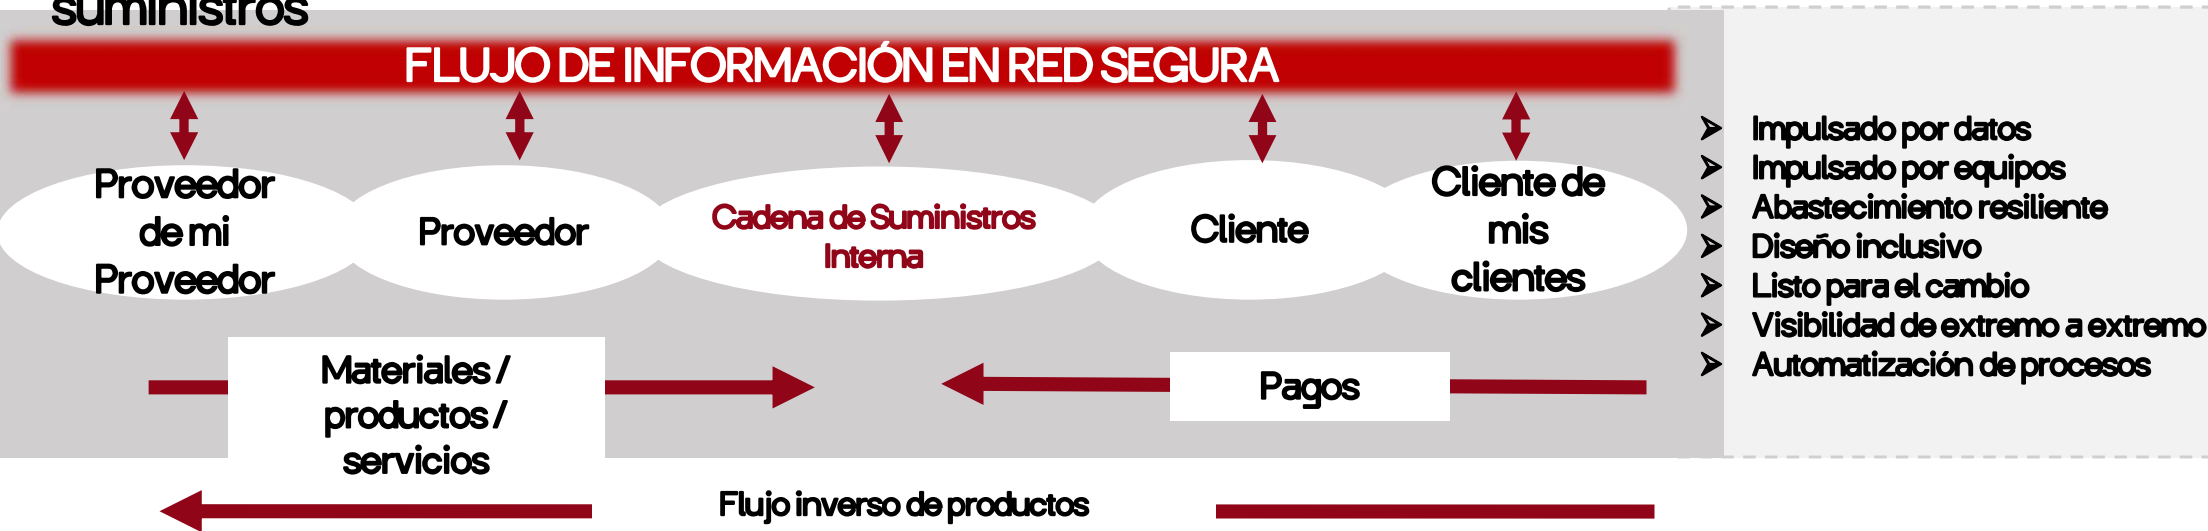 suministros
FLUJO DE INFORMACIÓN EN RED SEGURA
Proveedor
de mi
Proveedor
Proveedor
Cadena de Suministros
Interna
Cliente
Cliente de
mis
clientes
Materiales /
productos /
servicios
Pagos
Flujo inverso de productos
Impulsado por datos
Impulsado por equipos
Abastecimiento resiliente
Diseño inclusivo
Listo para el cambio
Visibilidad de extremo a extremo
Automatización de procesos